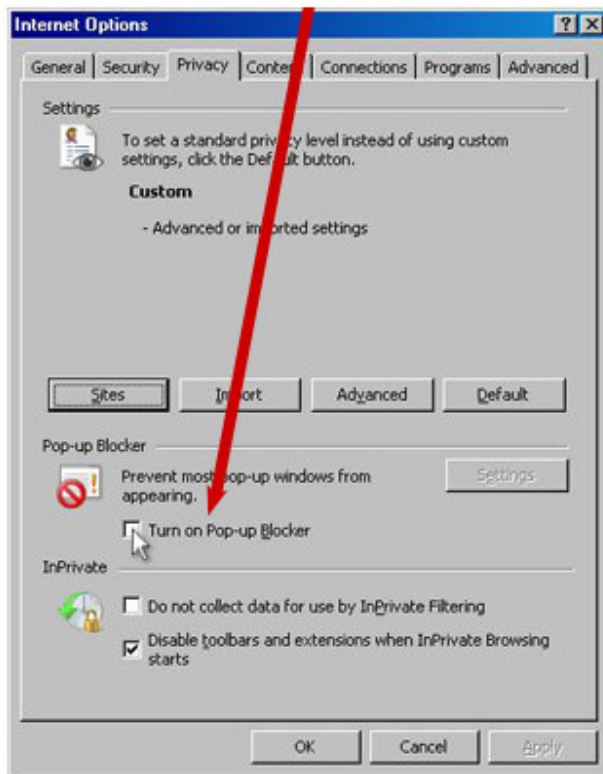 Internet Options
General Security Privacy Content Connections Programs Advanced
Settings
To set a standard privacy level instead of using custom
settings, click the Default button.
Custom
- Advanced or imported settings
Sites Import Advanced Default
Pop-up Blocker
Prevent most pop-up windows from
appearing.
Settings
Turn on Pop-up Blocker
InPrivate
Do not collect data for use by InPrivate Filtering
Disable toolbars and extensions when InPrivate Browsing
starts
OK Cancel Apply